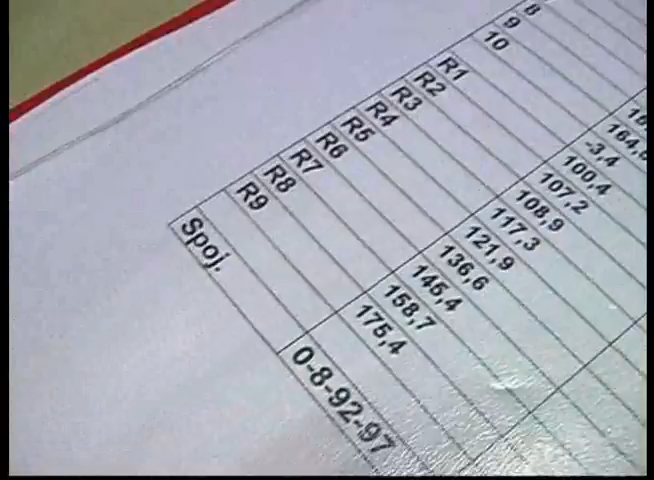 8
9
10 -3,4
R1 100,4
R2 107,2
R3 108,9
R4 117,3
R5 121,9
R6 136,6
R7 145,4
R8 158,7
R9 175,4
Spoj. 0-8-92-97